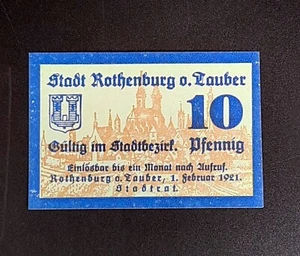 Stadt Rothenburg o. Tauber
10
Gültig im Stadtbezirk. Pfennig
Einlösbar bis ein Monat nach Aufruf.
Rothenburg o. Tauber, 1. Februar 1921.
Stadtrat.